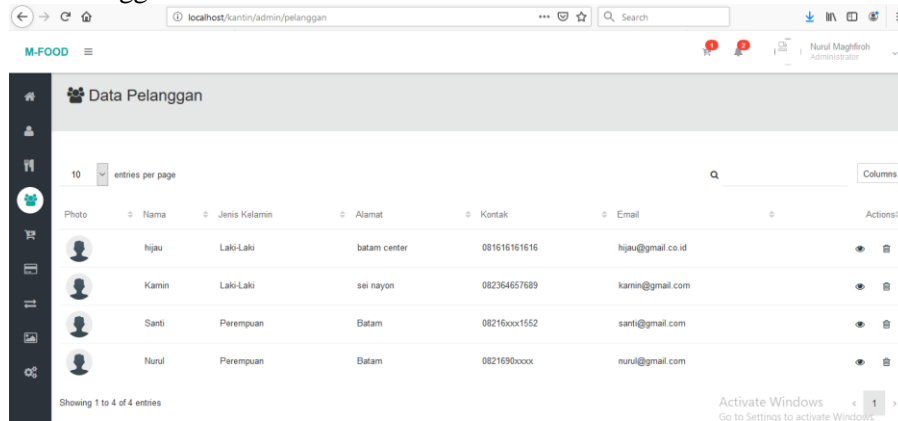 localhost/kantin/admin/pelanggan
Search
M-FOOD
1
2
Nurul Maghfiroh
Administrator
Data Pelanggan
10 entries per page
Columns
Photo Nama Jenis Kelamin Alamat Kontak Email Actions
hijau Laki-Laki batam center 081616161616 hijau@gmail.co.id
Kamin Laki-Laki sei nayon 082364657689 kamin@gmail.com
Santi Perempuan Batam 08216xxx1552 santi@gmail.com
Nurul Perempuan Batam 0821690xxxx nurul@gmail.com
Showing 1 to 4 of 4 entries
1
Activate Windows
Go to Settings to activate Windows.